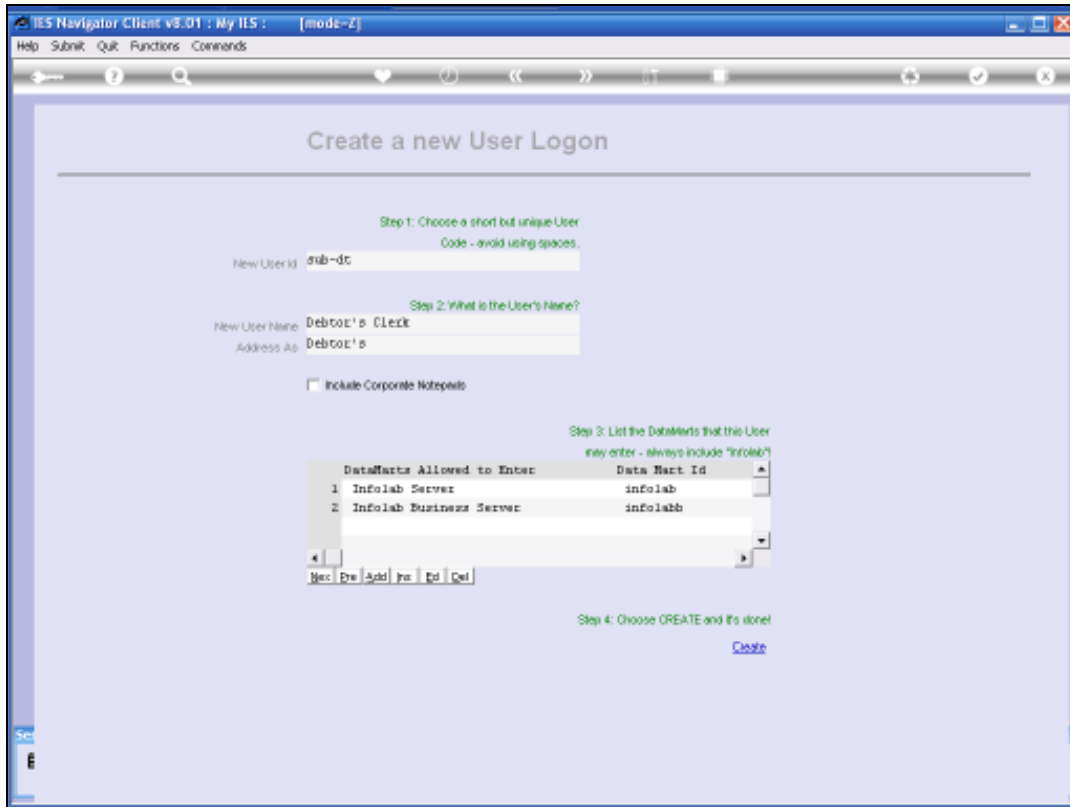 IES Navigator Client v8.01 : My IES : [mode-Z]
Help Submit Quit Functions Commands
Create a new User Logon
Step 1: Choose a short but unique User
Code - avoid using spaces.
New User Id sub-dt
Step 2: What is the User's Name?
New User Name Debtor's Clerk
Address As Debtor's
Include Corporate Notepads
Step 3: List the DataMarts that this User
may enter - always include "infolab"!
DataMarts Allowed to Enter Data Mart Id
1 Infolab Server infolab
2 Infolab Business Server infolabb
Nex Pre Add Ins Ed Del
Step 4: Choose CREATE and it's done!
Create